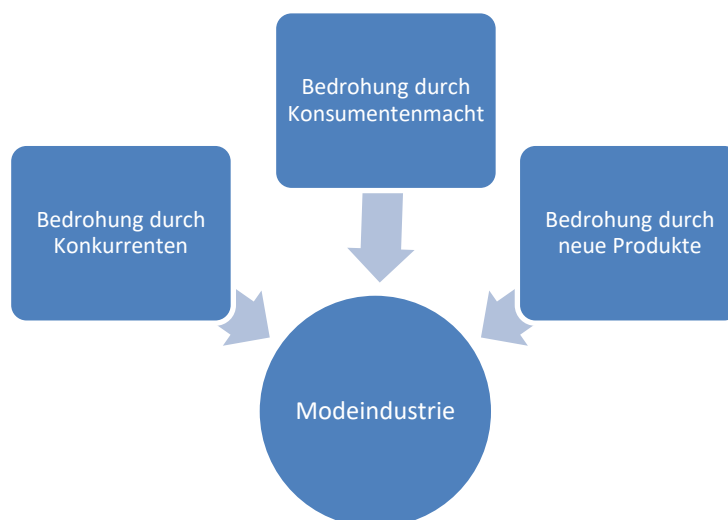 Bedrohung durch
Konsumentenmacht
Bedrohung durch
Konkurrenten
Bedrohung durch
neue Produkte
Modeindustrie